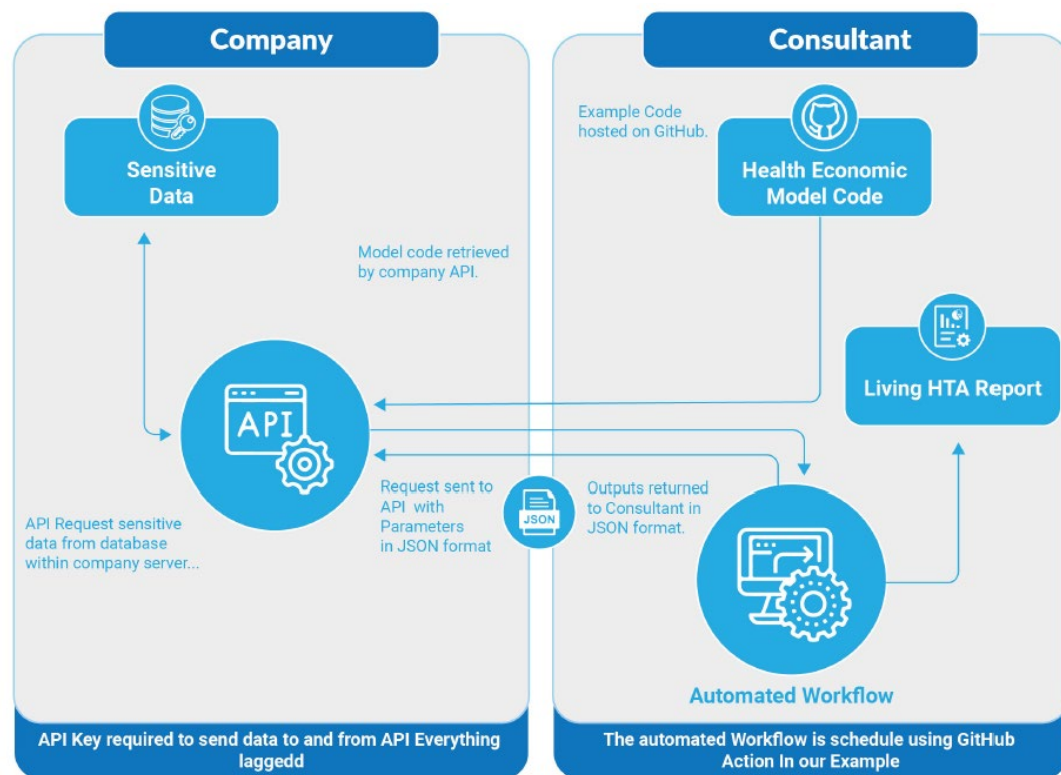 Company
Consultant
Sensitive
Data
Example Code
hosted on GitHub.
Health Economic
Model Code
Model code retrieved
by company API.
Living HTA Report
API
Request sent to
API with
Parameters
in JSON format
JSON
Outputs returned
to Consultant in
JSON format.
API Request sensitive
data from database
within company server...
Automated Workflow
API Key required to send data to and from API Everything
laggedd
The automated Workflow is schedule using GitHub
Action In our Example